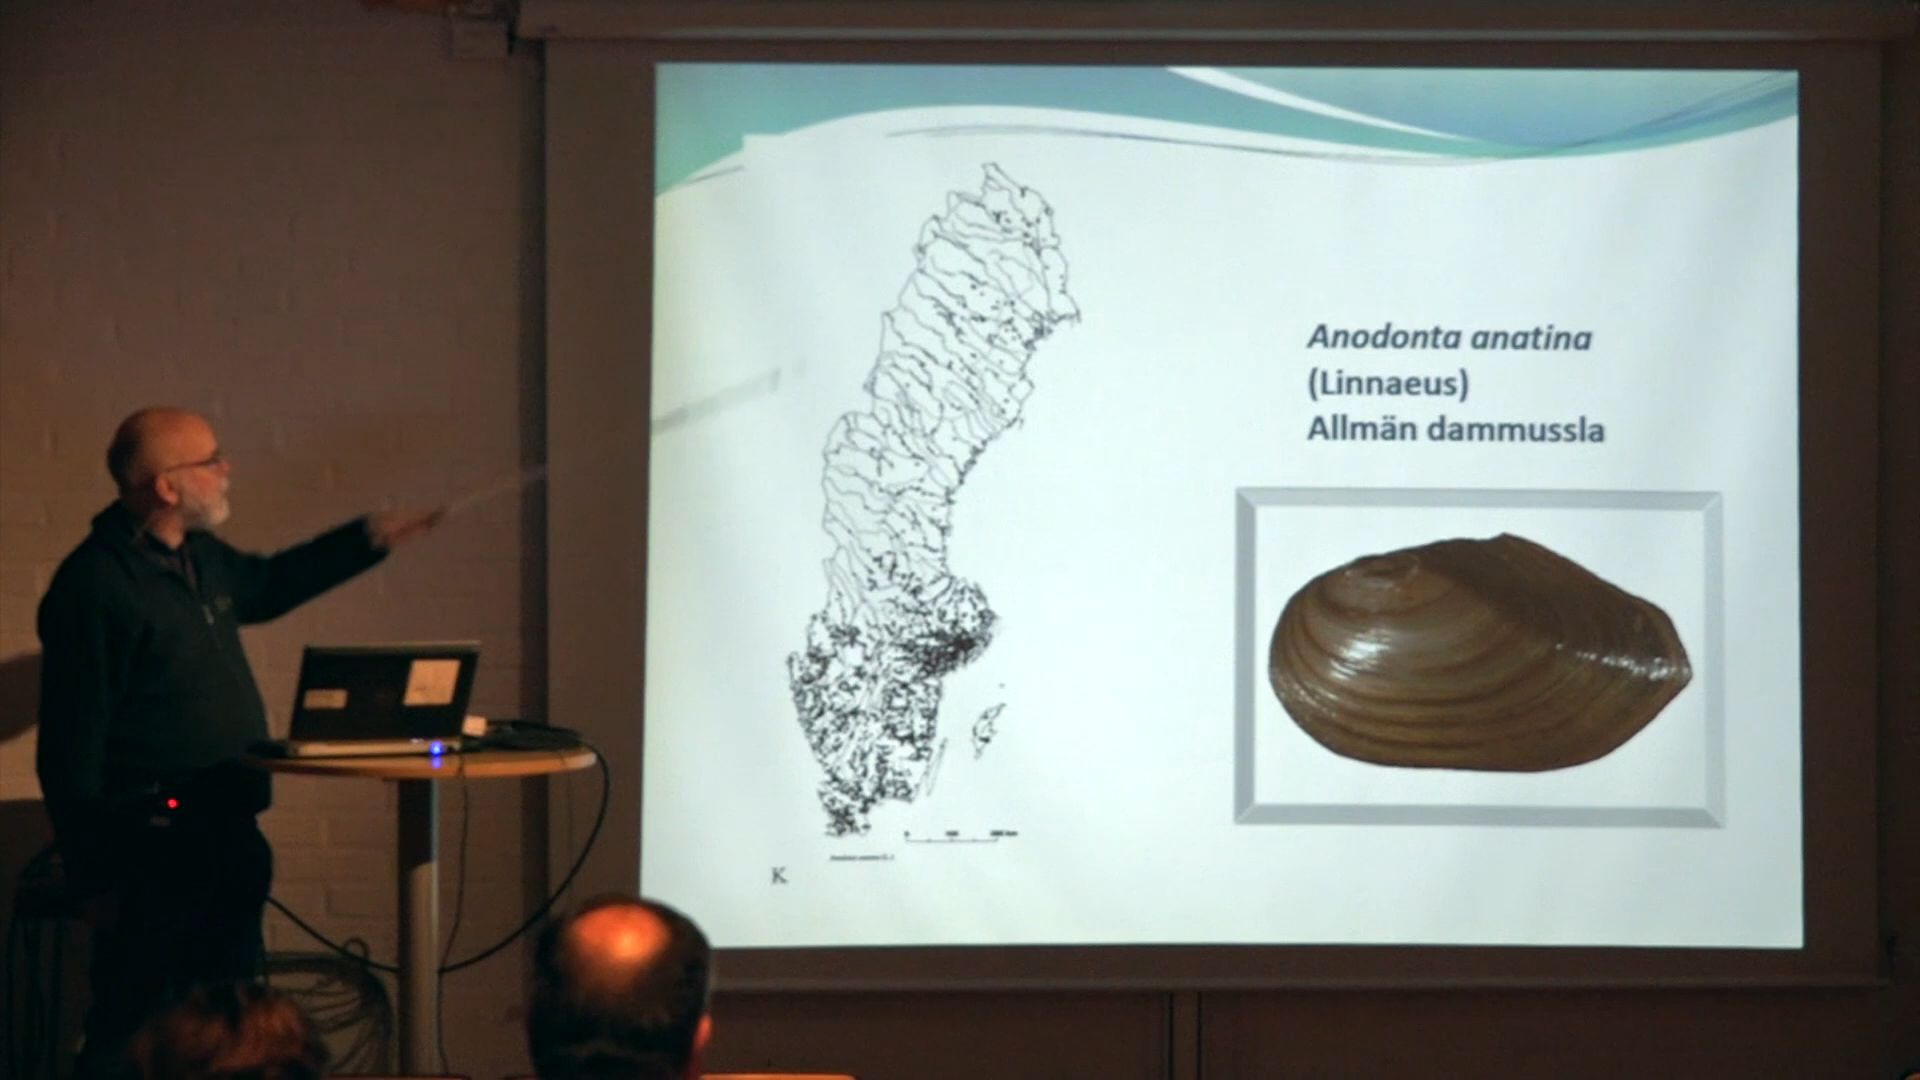 Anodonta anatina
(Linnaeus)
Allmän dammussla
K